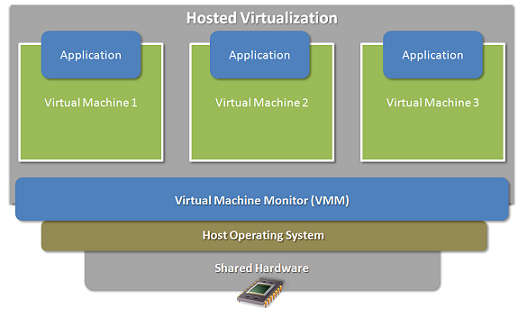 Hosted Virtualization
Application
Application
Application
Virtual Machine 1
Virtual Machine 2
Virtual Machine 3
Virtual Machine Monitor (VMM)
Host Operating System
Shared Hardware